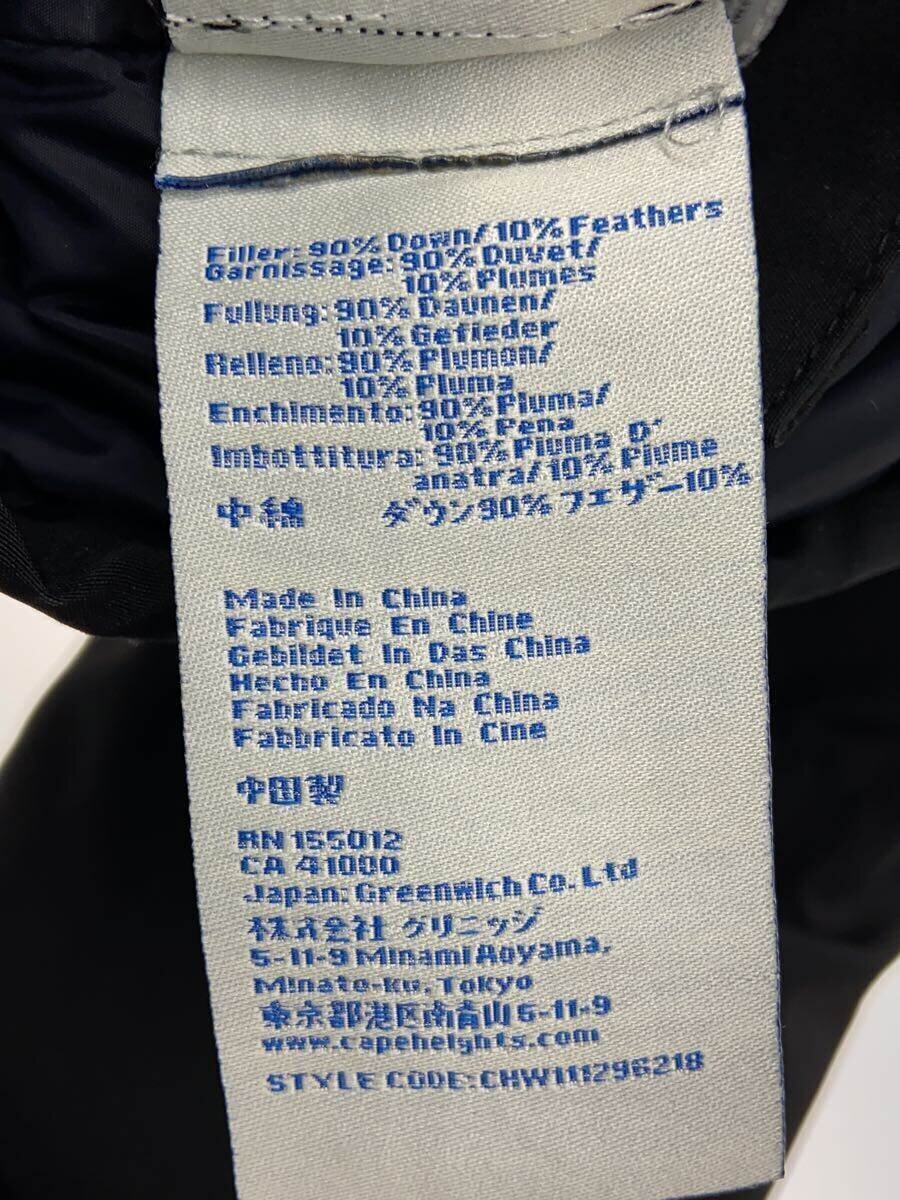 Filler: 90% Down/ 10% Feathers
Garnissage: 90% Duvet/
10% Plumes
Fullung: 90% Daunen/
10% Gefieder
Relleno: 90% Plumon/
10% Pluma
Enchimento: 90% Pluma/
10% Pena
Imbottitura: 90% Piuma D'
anatra/10% Piume
中綿 ダウン90% フェザー10%
Made In China
Fabrique En Chine
Gebildet In Das China
Hecho En China
Fabricado Na China
Fabbricato In Cine
中国製
RN 155012
CA 41000
Japan: Greenwich Co. Ltd
株式会社 グリニッジ
5-11-9 Minami Aoyama,
Minato-ku, Tokyo
東京都港区南青山5-11-9
www.capeheights.com
STYLE CODE: CHW111296218